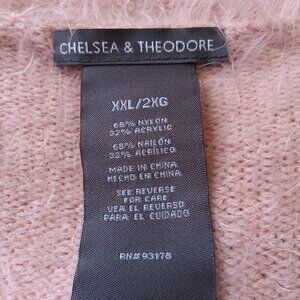 CHELSEA & THEODORE
XXL/2XG
68% NYLON
32% ACRYLIC
68% NAILON
32% ACRILICO
MADE IN CHINA
HECHO EN CHINA
SEE REVERSE
FOR CARE
VEA EL REVERSO
PARA EL CUIDADO
RN# 93178